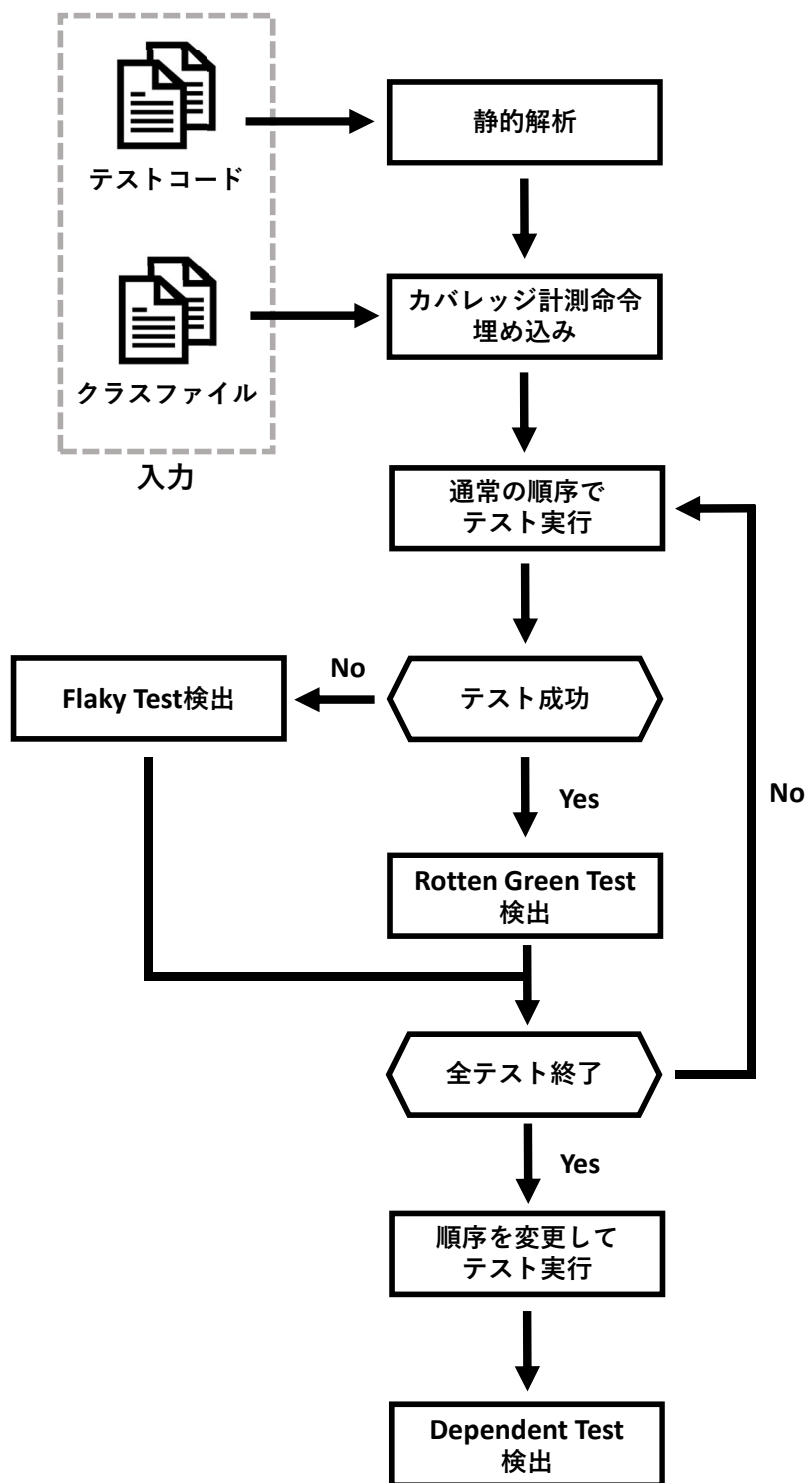 テストコード
静的解析
クラスファイル
カバレッジ計測命令
埋め込み
入力
通常の順序で
テスト実行
テスト成功
No
Flaky Test検出
Yes
No
Rotten Green Test
検出
全テスト終了
Yes
順序を変更して
テスト実行
Dependent Test
検出